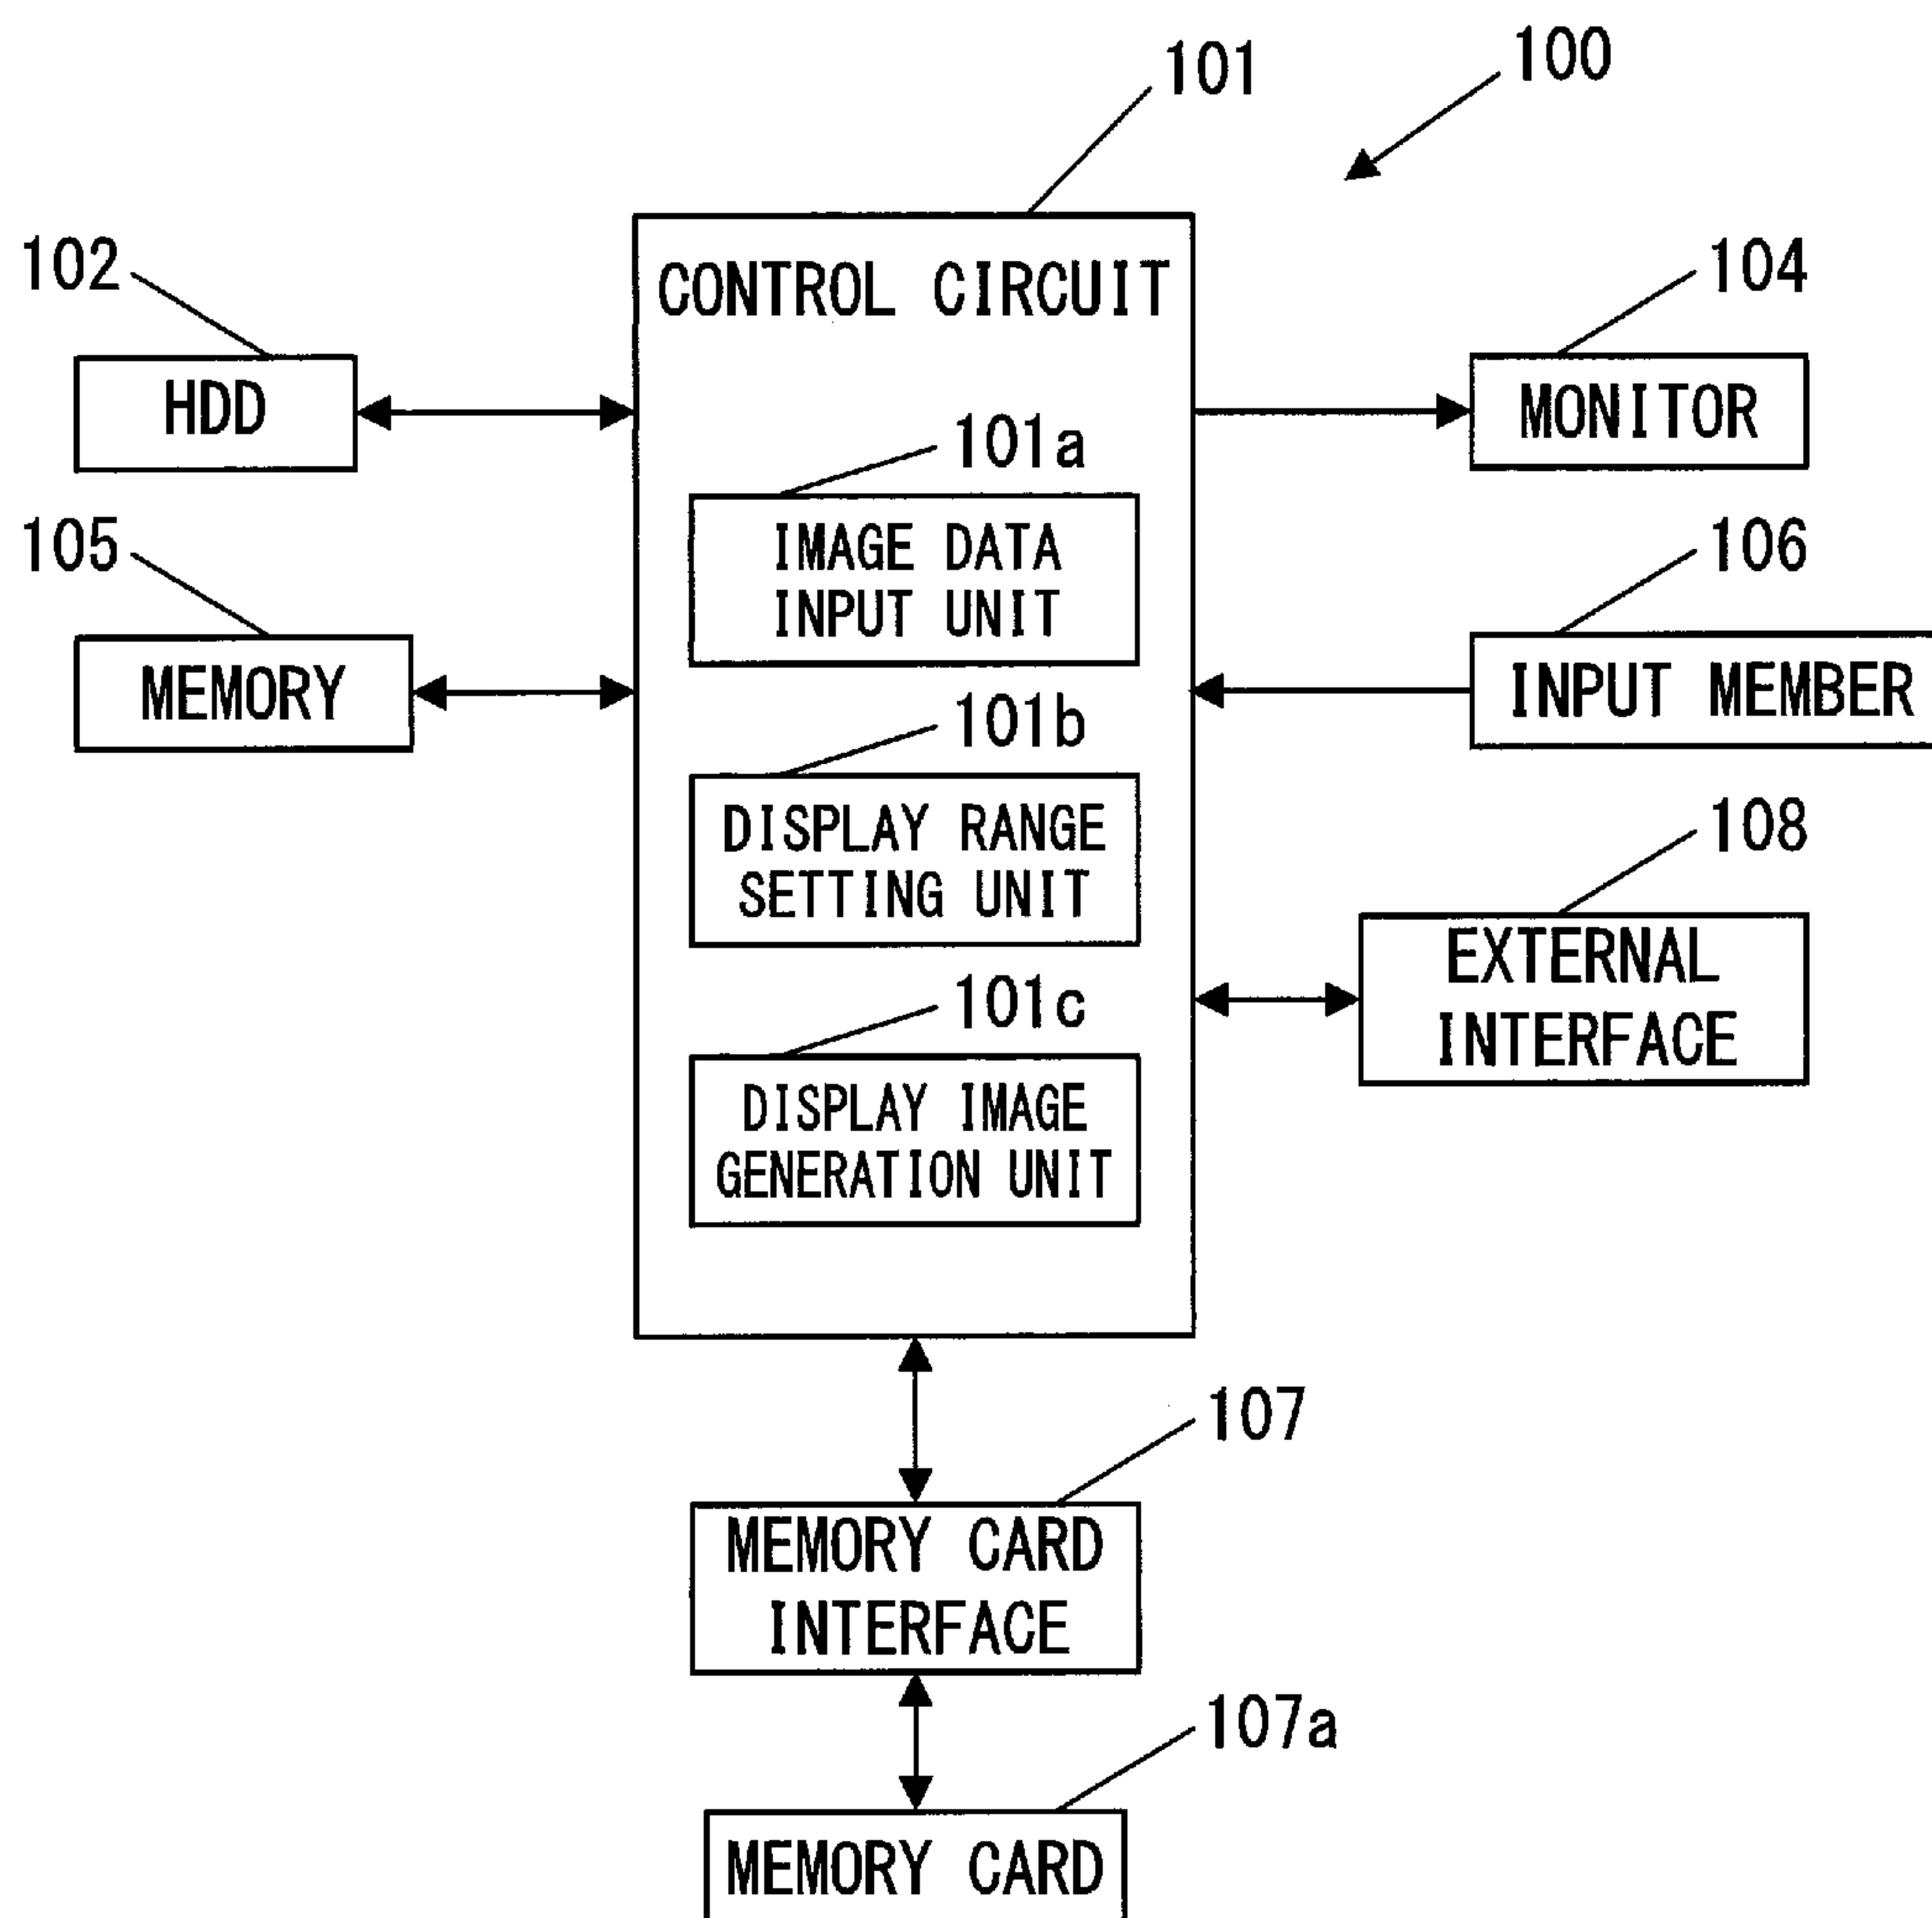 101
100
102
CONTROL CIRCUIT
104
HDD
MONITOR
101a
105
IMAGE DATA
INPUT UNIT
106
MEMORY
INPUT MEMBER
101b
DISPLAY RANGE
SETTING UNIT
108
EXTERNAL
INTERFACE
101c
DISPLAY IMAGE
GENERATION UNIT
107
MEMORY CARD
INTERFACE
107a
MEMORY CARD